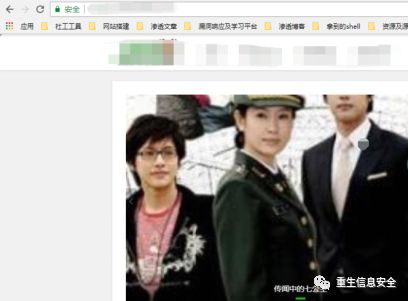 安全
应用 社工工具 网站搭建 渗透文章 漏洞响应及学习平台 渗透博客 拿到的shell 资源及源
传闻中的七公主
重生信息安全